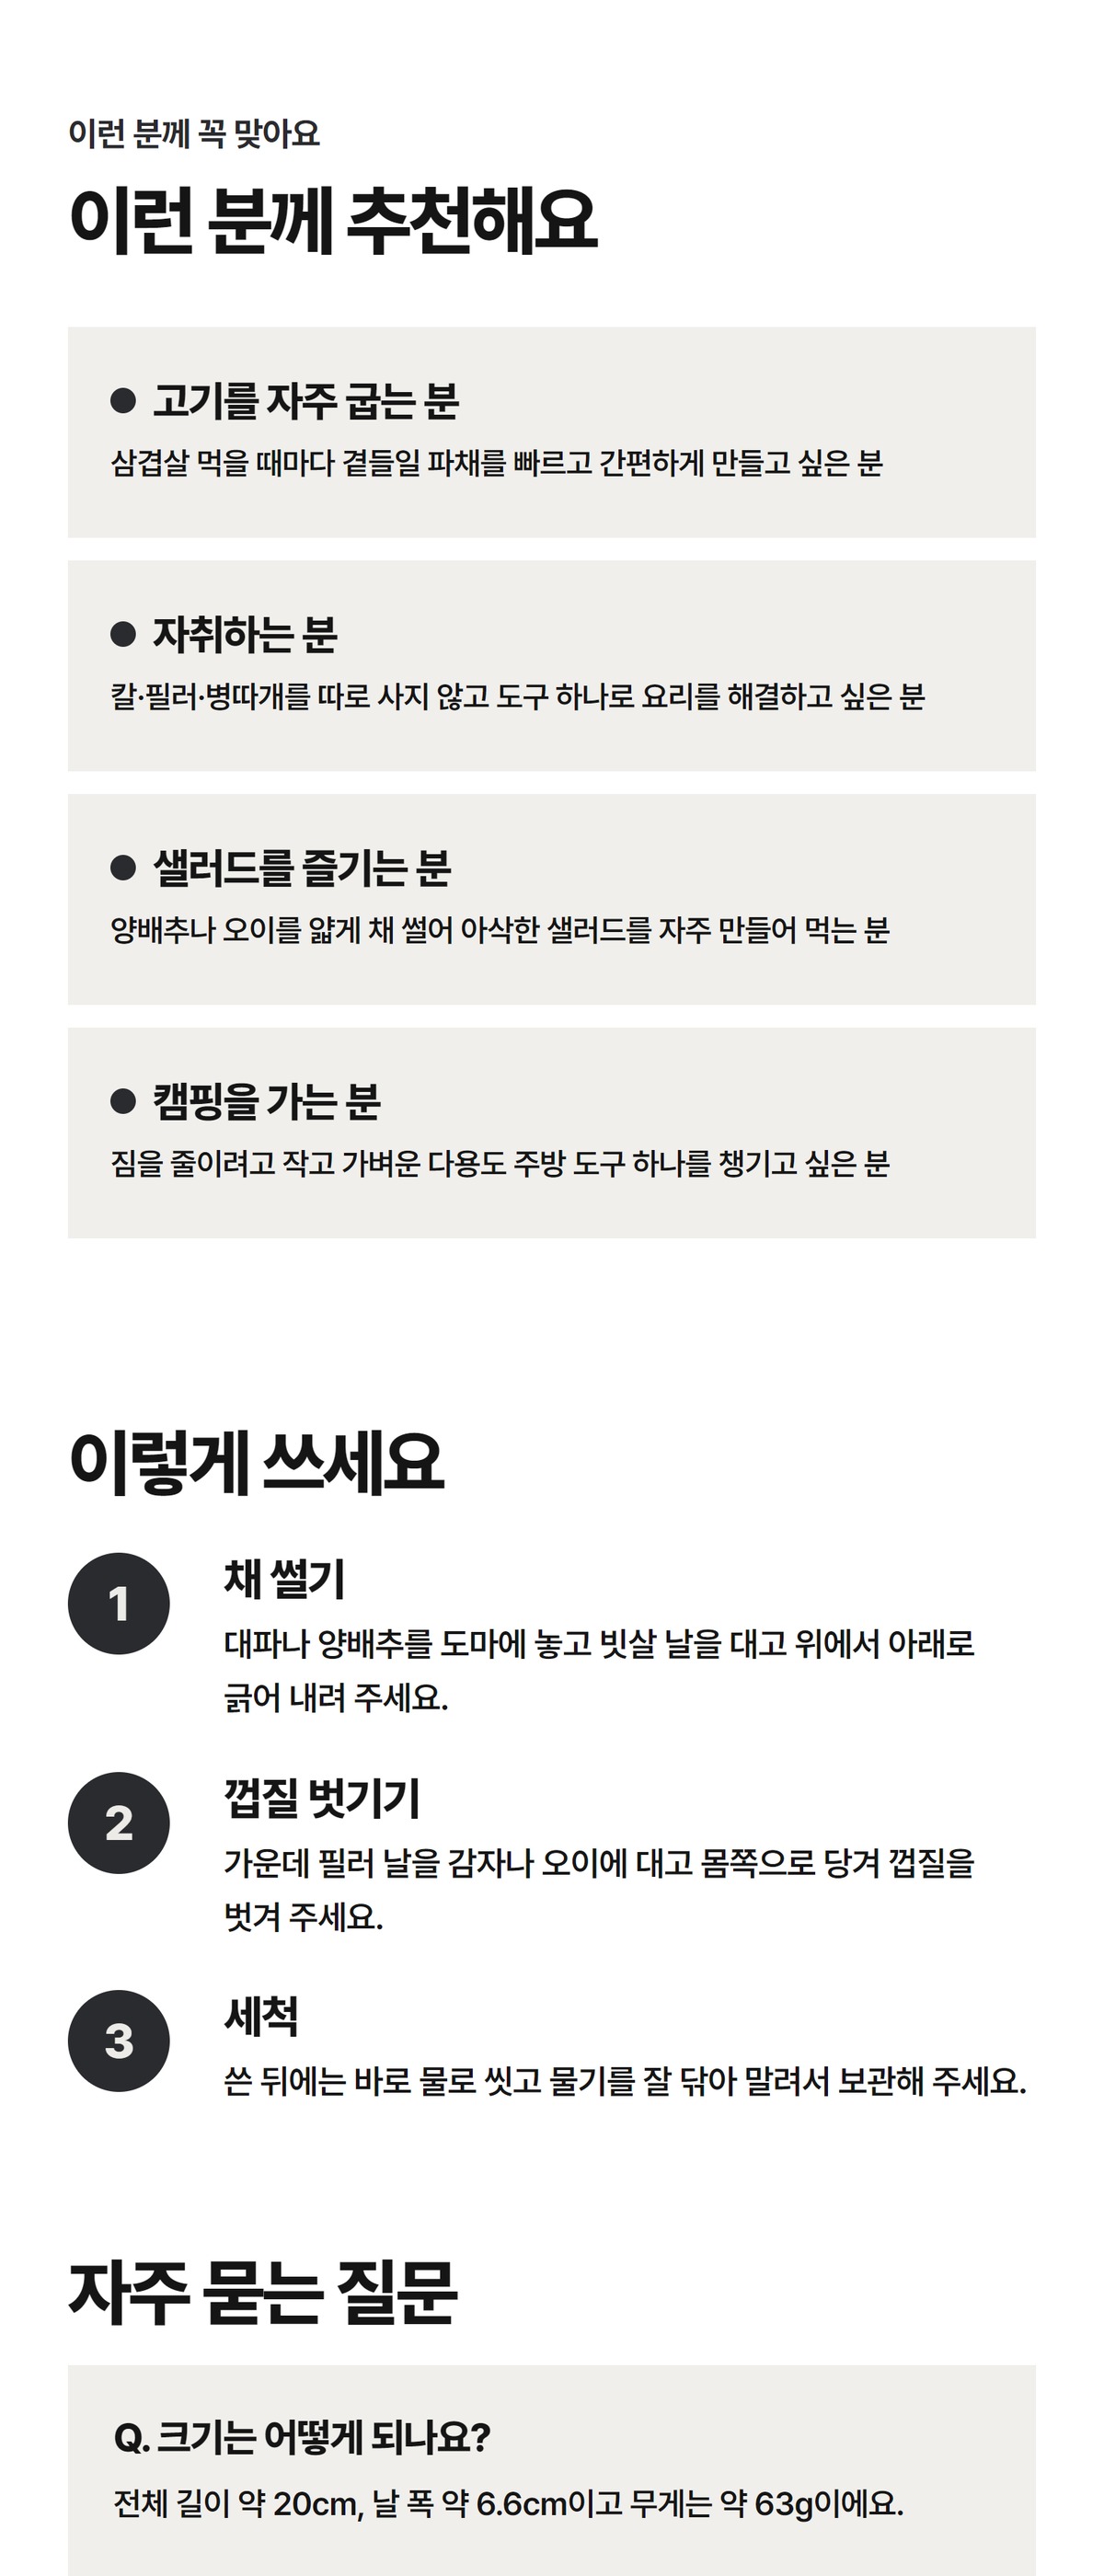 이런 분께 꼭 맞아요
이런 분께 추천해요
고기를 자주 굽는 분
삼겹살 먹을 때마다 곁들일 파채를 빠르고 간편하게 만들고 싶은 분
자취하는 분
칼·필러·병따개를 따로 사지 않고 도구 하나로 요리를 해결하고 싶은 분
샐러드를 즐기는 분
양배추나 오이를 얇게 채 썰어 아삭한 샐러드를 자주 만들어 먹는 분
캠핑을 가는 분
짐을 줄이려고 작고 가벼운 다용도 주방 도구 하나를 챙기고 싶은 분
이렇게 쓰세요
1
채 썰기
대파나 양배추를 도마에 놓고 빗살 날을 대고 위에서 아래로
긁어 내려 주세요.
2
껍질 벗기기
가운데 필러 날을 감자나 오이에 대고 몸쪽으로 당겨 껍질을
벗겨 주세요.
3
세척
쓴 뒤에는 바로 물로 씻고 물기를 잘 닦아 말려서 보관해 주세요.
자주 묻는 질문
Q. 크기는 어떻게 되나요?
전체 길이 약 20cm, 날 폭 약 6.6cm이고 무게는 약 63g이에요.